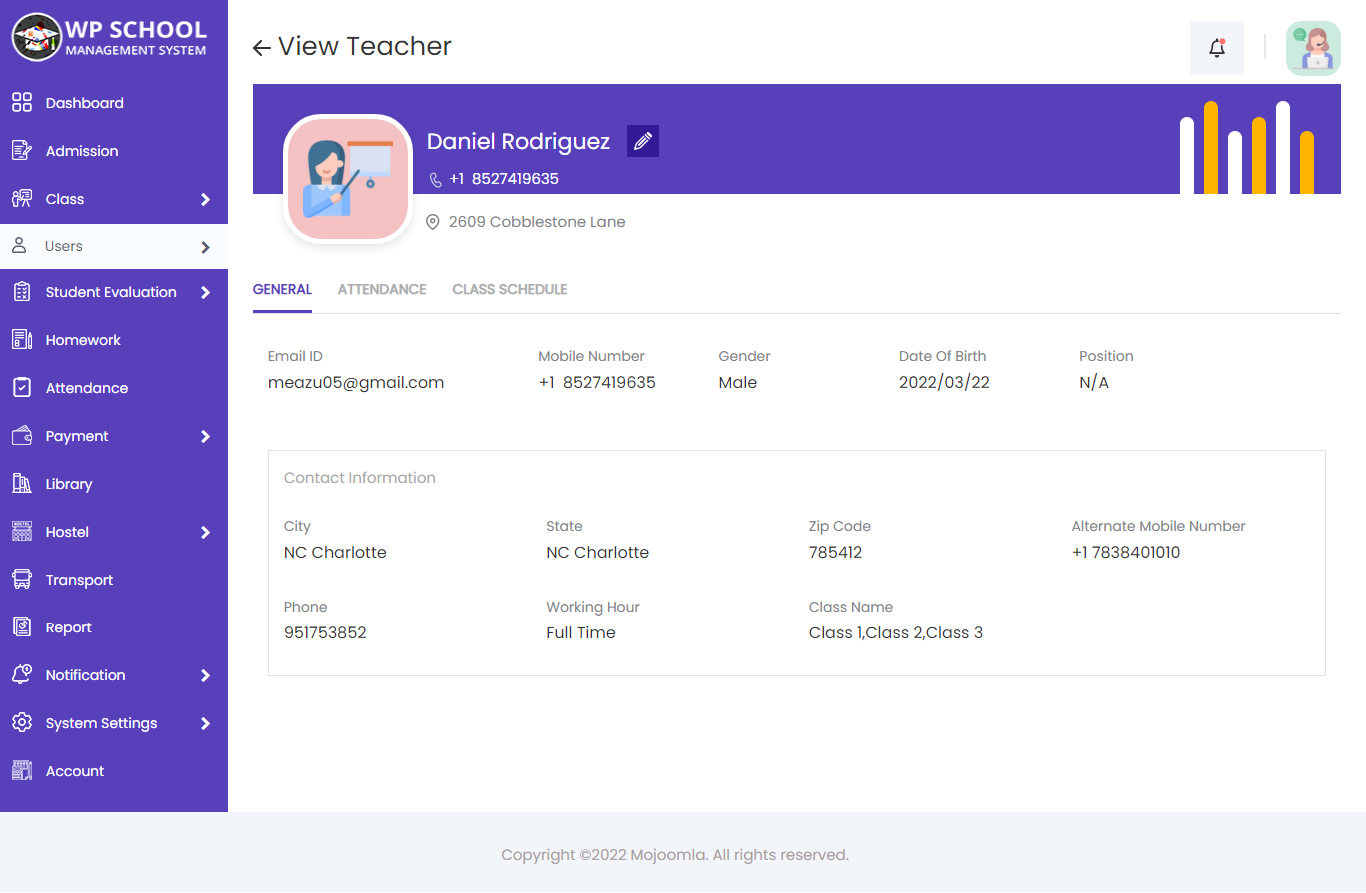 WP SCHOOL
MANAGEMENT SYSTEM
Dashboard
Admission
Class
Users
Student Evaluation
Homework
Attendance
Payment
Library
Hostel
Transport
Report
Notification
System Settings
Account
View Teacher
Daniel Rodriguez
+1 8527419635
2609 Cobblestone Lane
GENERAL ATTENDANCE CLASS SCHEDULE
Email ID Mobile Number Gender Date Of Birth Position
meazu05@gmail.com +1 8527419635 Male 2022/03/22 N/A
Contact Information
City State Zip Code Alternate Mobile Number
NC Charlotte NC Charlotte 785412 +1 7838401010
Phone Working Hour Class Name
951753852 Full Time Class 1,Class 2,Class 3
Copyright ©2022 Mojoomla. All rights reserved.